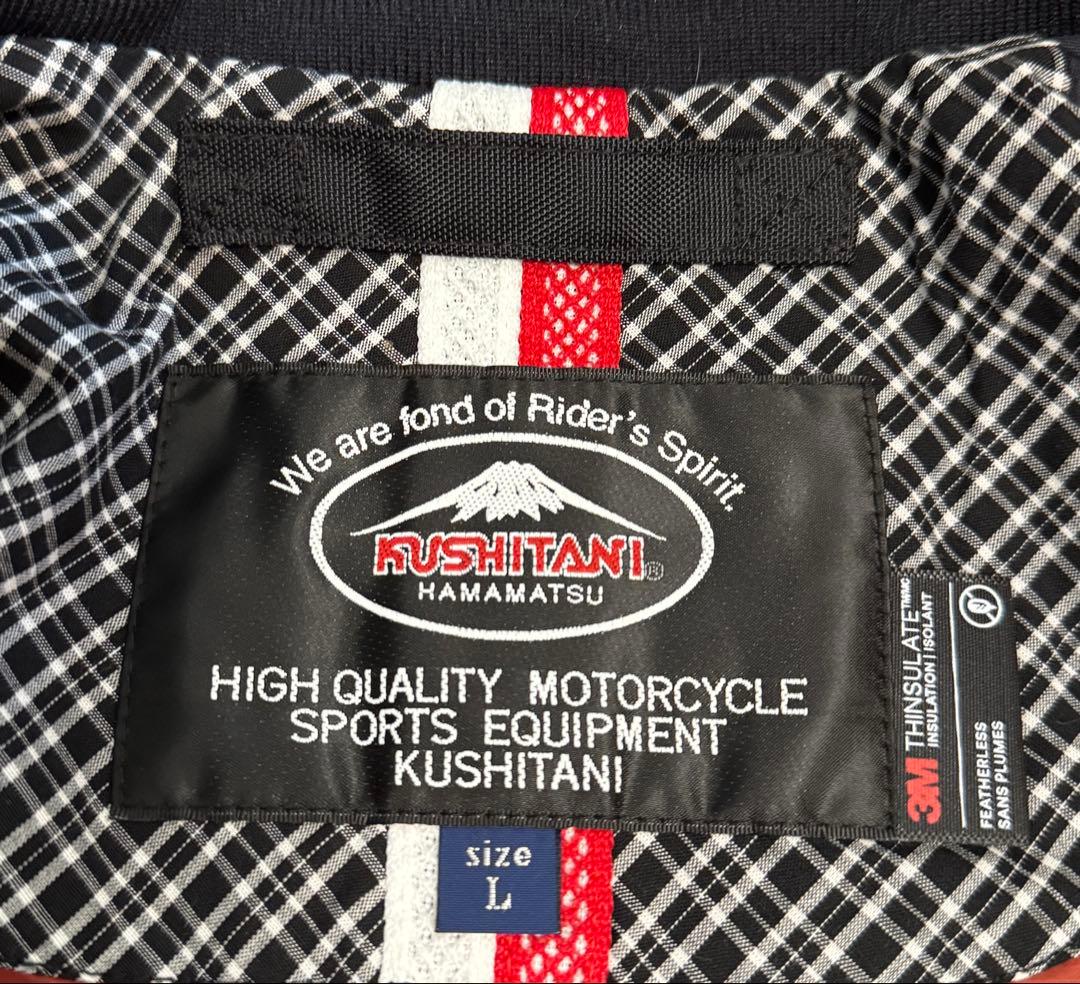 We are fond of Rider's Spirit.
KUSHITANI®
HAMAMATSU
HIGH QUALITY MOTORCYCLE
SPORTS EQUIPMENT
KUSHITANI
size
L
3M THINSULATE™
INSULATION | ISOLANT
FEATHERLESS
SANS PLUMES